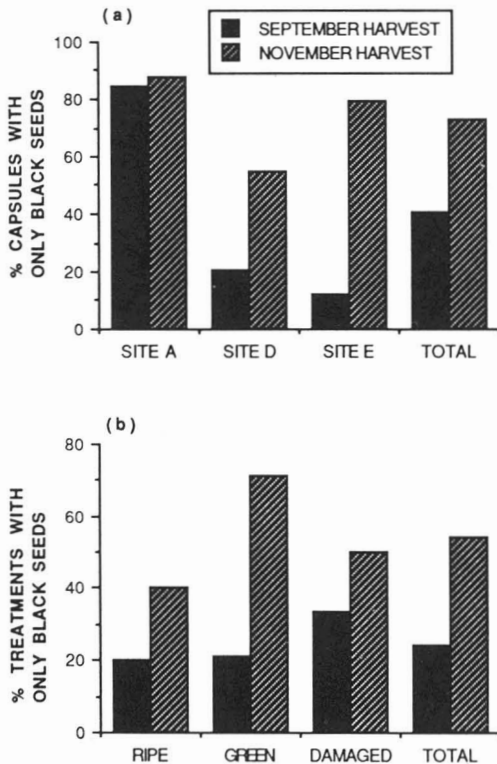 (a)
SEPTEMBER HARVEST
NOVEMBER HARVEST
% CAPSULES WITH
ONLY BLACK SEEDS
100
80
60
40
20
0
SITE A SITE D SITE E TOTAL
(b)
% TREATMENTS WITH
ONLY BLACK SEEDS
80
60
40
20
0
RIPE GREEN DAMAGED TOTAL